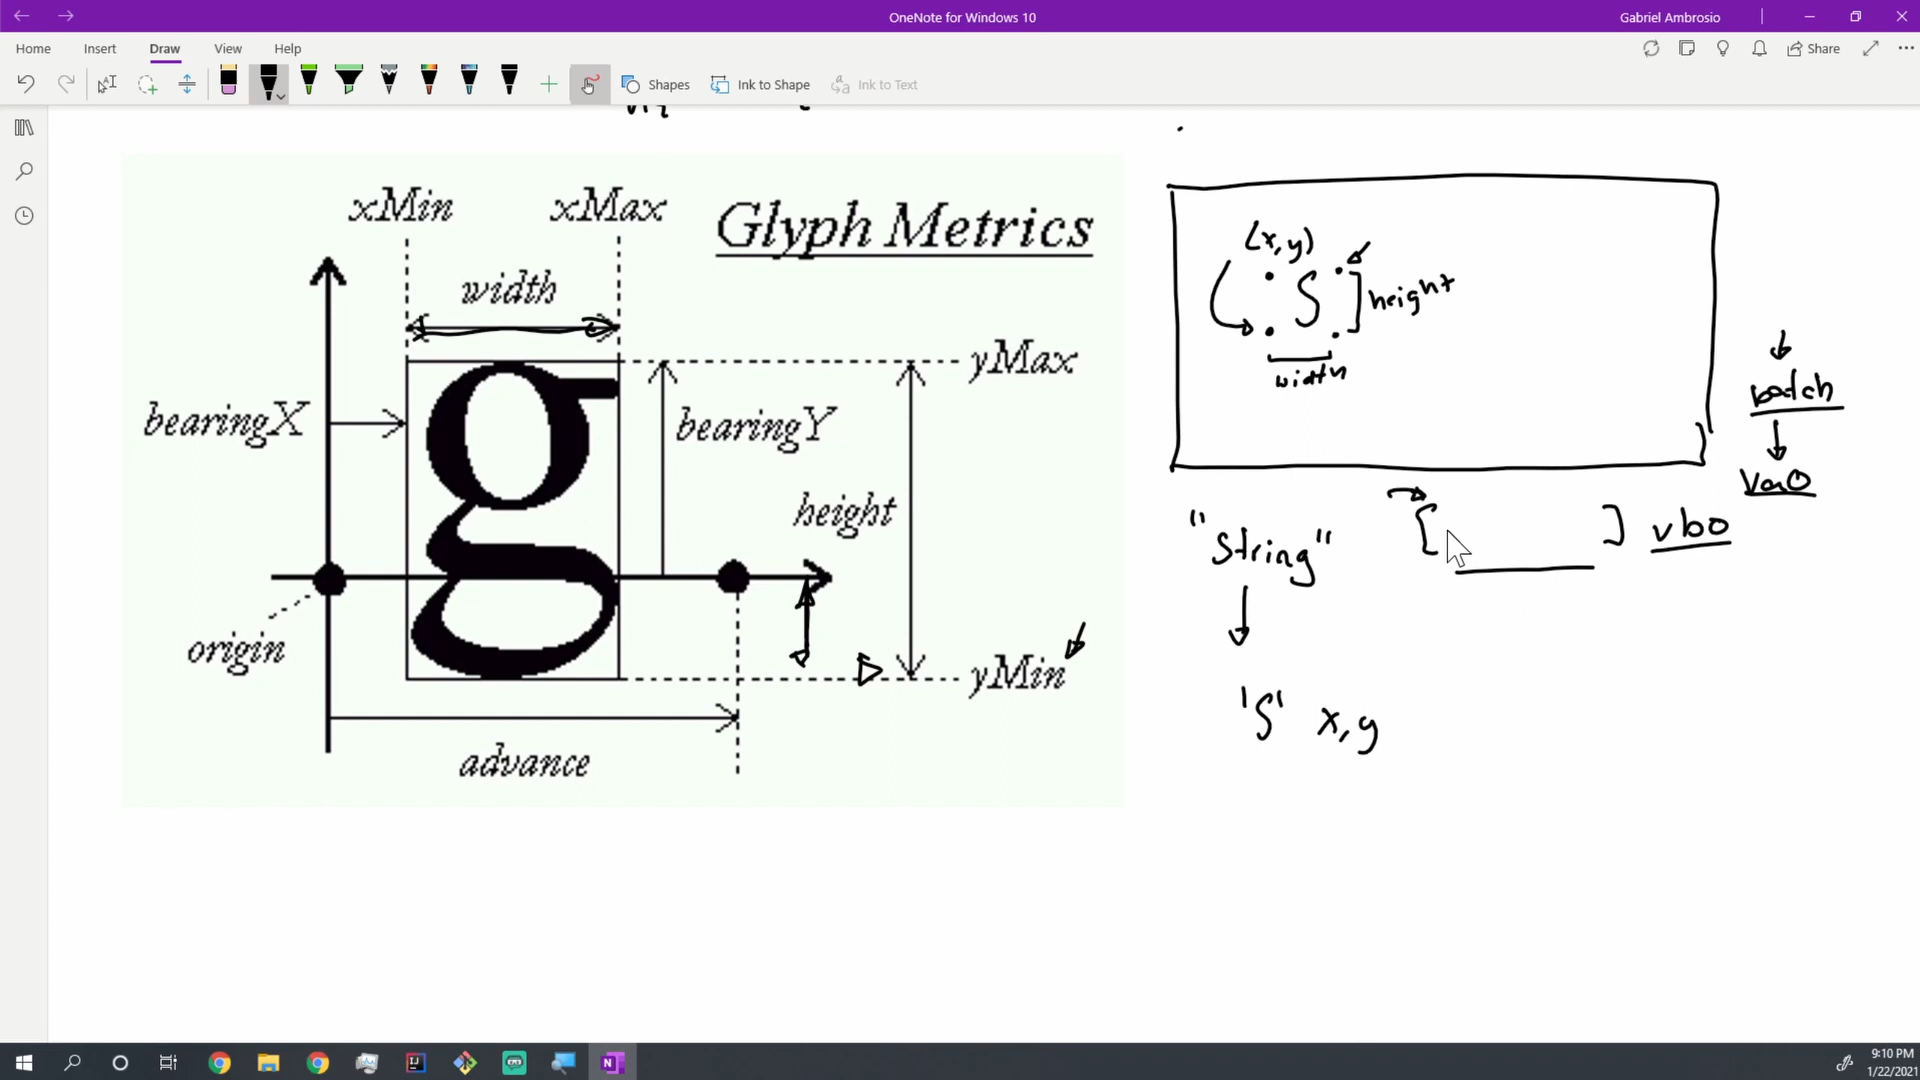 OneNote for Windows 10
Gabriel Ambrosio
Home Insert Draw View Help
Share
Shapes
Ink to Shape
Ink to Text
xMin xMax
Glyph Metrics
width
yMax
bearingX
bearingY
height
origin
yMin
advance
(x,y)
S
height
width
batch
"String"
[ ] vbo
'S' x,y
N
9:10 PM
1/22/2021